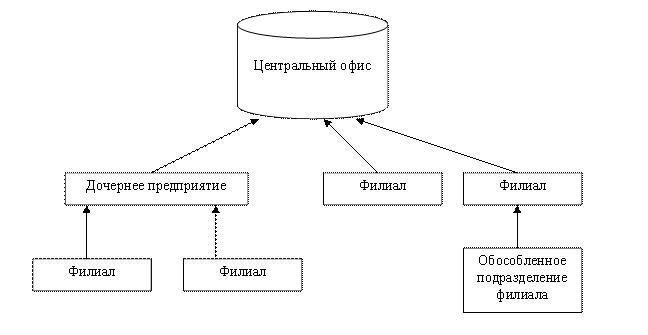 Центральный офис
Дочернее предприятие
Филиал
Филиал
Филиал
Филиал
Обособленное
подразделение
филиала